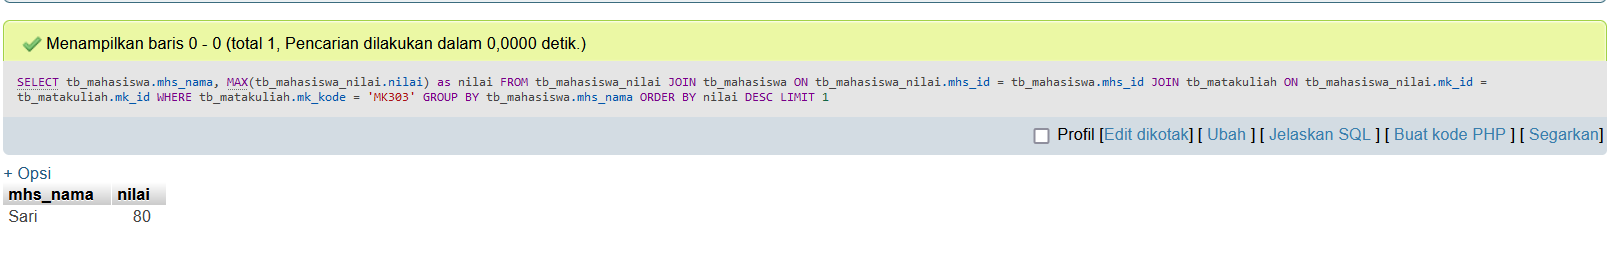 Menampilkan baris 0 - 0 (total 1, Pencarian dilakukan dalam 0,0000 detik.)
SELECT tb_mahasiswa.mhs_nama, MAX(tb_mahasiswa_nilai.nilai) as nilai FROM tb_mahasiswa_nilai JOIN tb_mahasiswa ON tb_mahasiswa_nilai.mhs_id = tb_mahasiswa.mhs_id JOIN tb_matakuliah ON tb_mahasiswa_nilai.mk_id =
tb_matakuliah.mk_id WHERE tb_matakuliah.mk_kode = 'MK303' GROUP BY tb_mahasiswa.mhs_nama ORDER BY nilai DESC LIMIT 1
Profil [Edit dikotak] [ Ubah ] [ Jelaskan SQL ] [ Buat kode PHP ] [ Segarkan]
+ Opsi
mhs_nama nilai
Sari 80